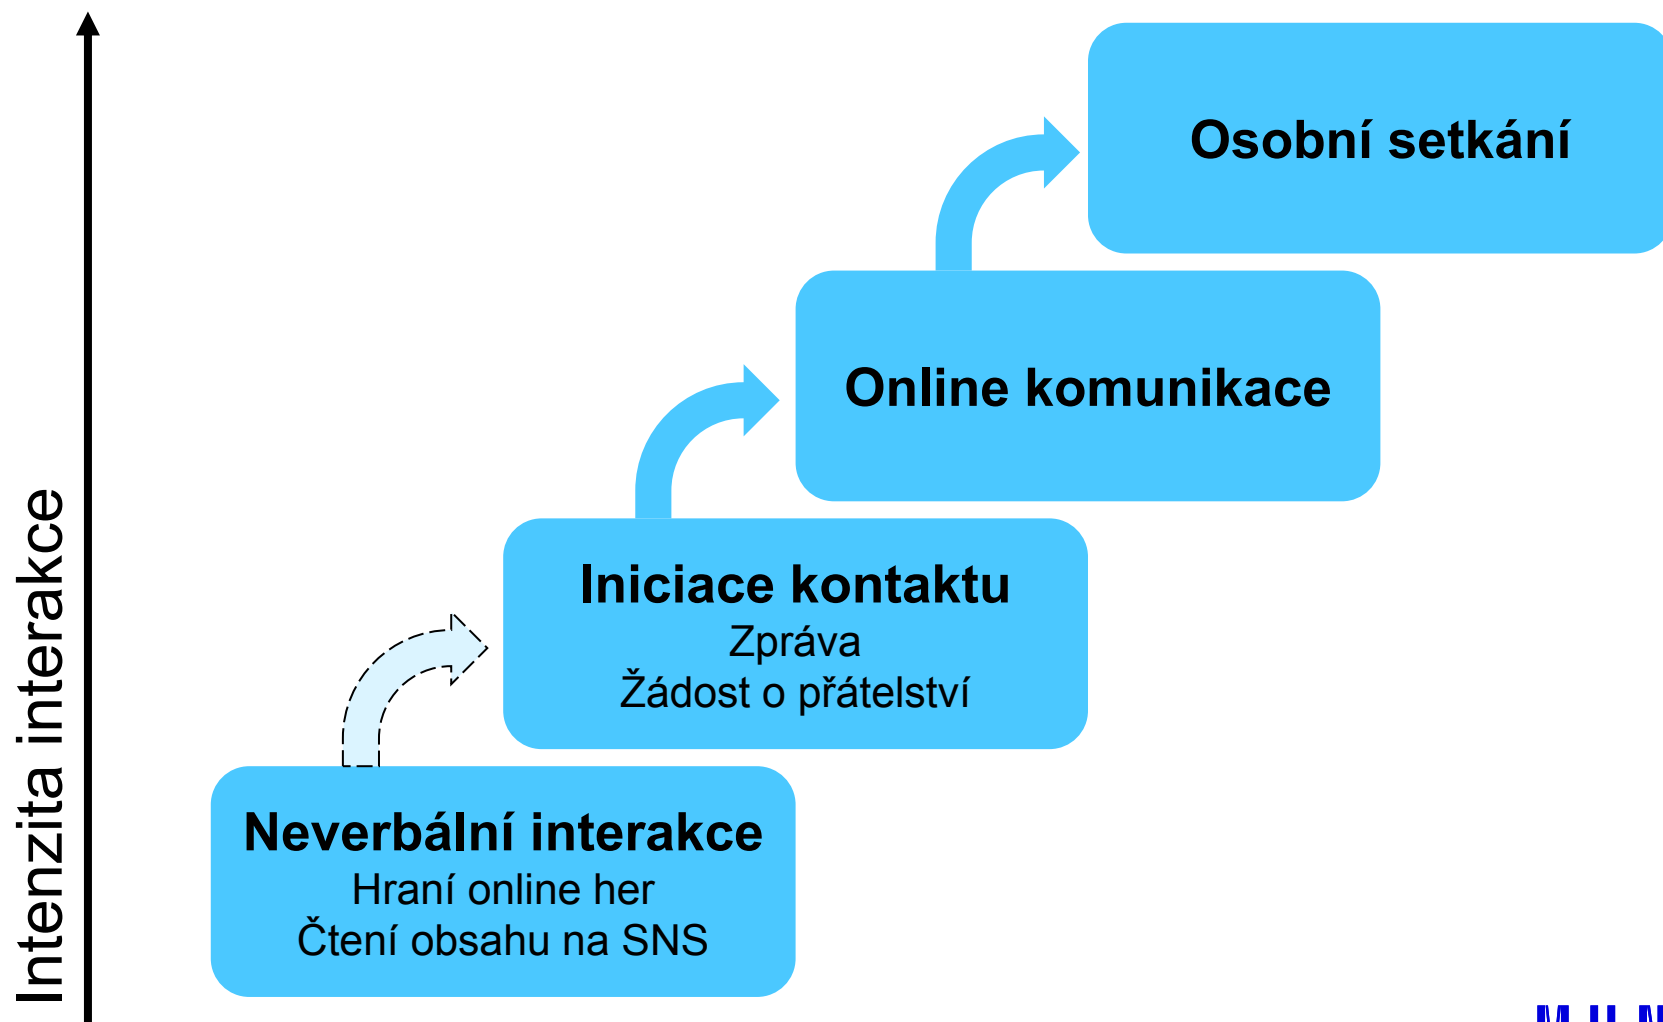 Osobní setkání
Online komunikace
Iniciace kontaktu
Zpráva
Žádost o přátelství
Neverbální interakce
Hraní online her
Čtení obsahu na SNS
Intenzita interakce